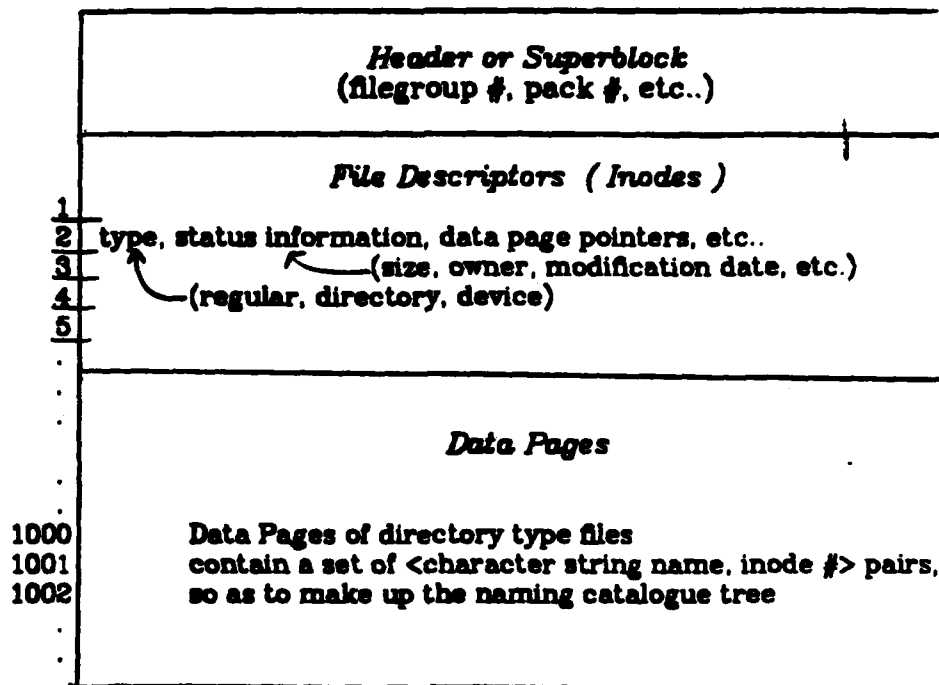 Header or Superblock
(filegroup #, pack #, etc..)
File Descriptors ( Inodes )
1
2 type, status information, data page pointers, etc..
3 (size, owner, modification date, etc.)
4 (regular, directory, device)
5
.
.
Data Pages
.
.
1000 Data Pages of directory type files
1001 contain a set of <character string name, inode #> pairs,
1002 so as to make up the naming catalogue tree
.
.